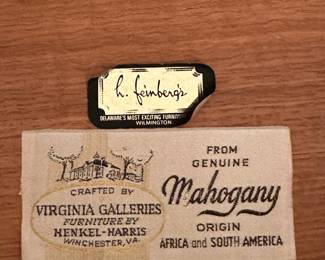 h. feinberg's
DELAWARE'S MOST EXCITING FURNIT
WILMINGTON
CRAFTED BY
VIRGINIA GALLERIES
FURNITURE BY
HENKEL-HARRIS
WINCHESTER, VA.
FROM
GENUINE
Mahogany
ORIGIN
AFRICA and SOUTH AMERICA